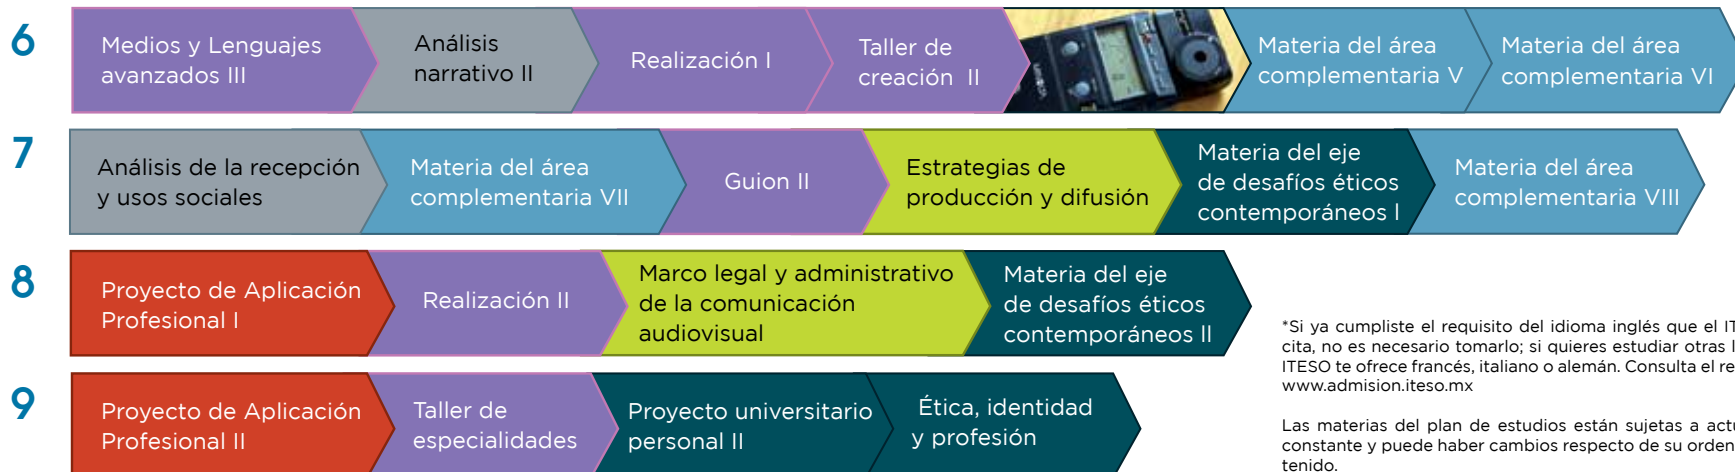 6
Medios y Lenguajes
avanzados III
Análisis
narrativo II
Realización I
Taller de
creación II
Materia del área
complementaria V
Materia del área
complementaria VI
7
Análisis de la recepción
y usos sociales
Materia del área
complementaria VII
Guion II
Estrategias de
producción y difusión
Materia del eje
de desafíos éticos
contemporáneos I
Materia del área
complementaria VIII
8
Proyecto de Aplicación
Profesional I
Realización II
Marco legal y administrativo
de la comunicación
audiovisual
Materia del eje
de desafíos éticos
contemporáneos II
9
Proyecto de Aplicación
Profesional II
Taller de
especialidades
Proyecto universitario
personal II
Ética, identidad
y profesión
*Si ya cumpliste el requisito del idioma inglés que el IT
cita, no es necesario tomarlo; si quieres estudiar otras l
ITESO te ofrece francés, italiano o alemán. Consulta el re
www.admision.iteso.mx
Las materias del plan de estudios están sujetas a actu
constante y puede haber cambios respecto de su orden
tenido.